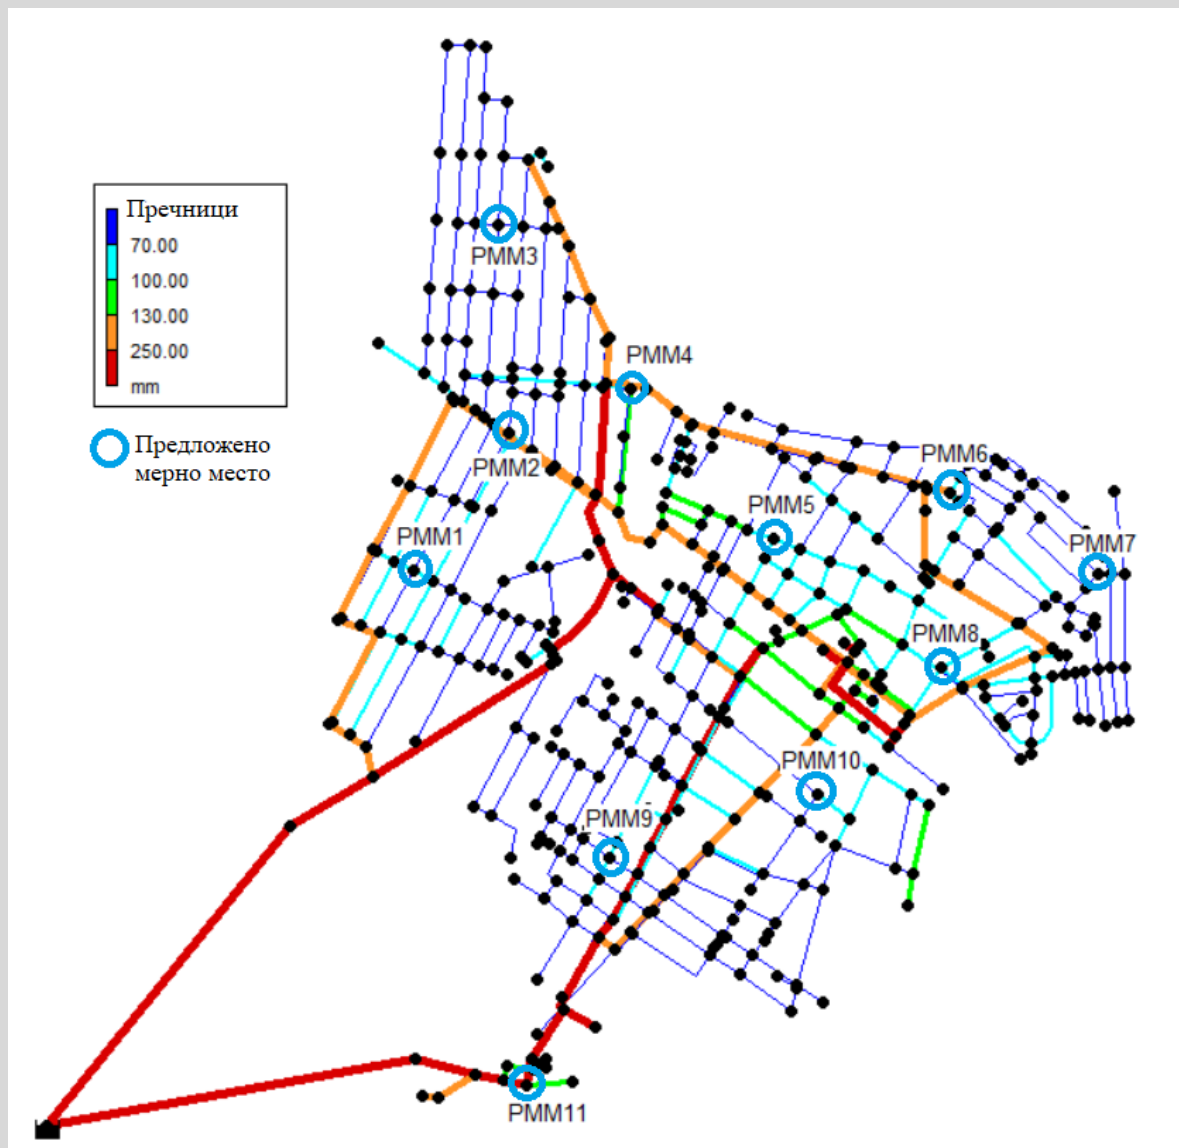 Пречници
70.00
100.00
130.00
250.00
mm
Предложено
мерно место
PMM3
PMM4
PMM2
PMM6
PMM5
PMM1
PMM7
PMM8
PMM10
PMM9
PMM11